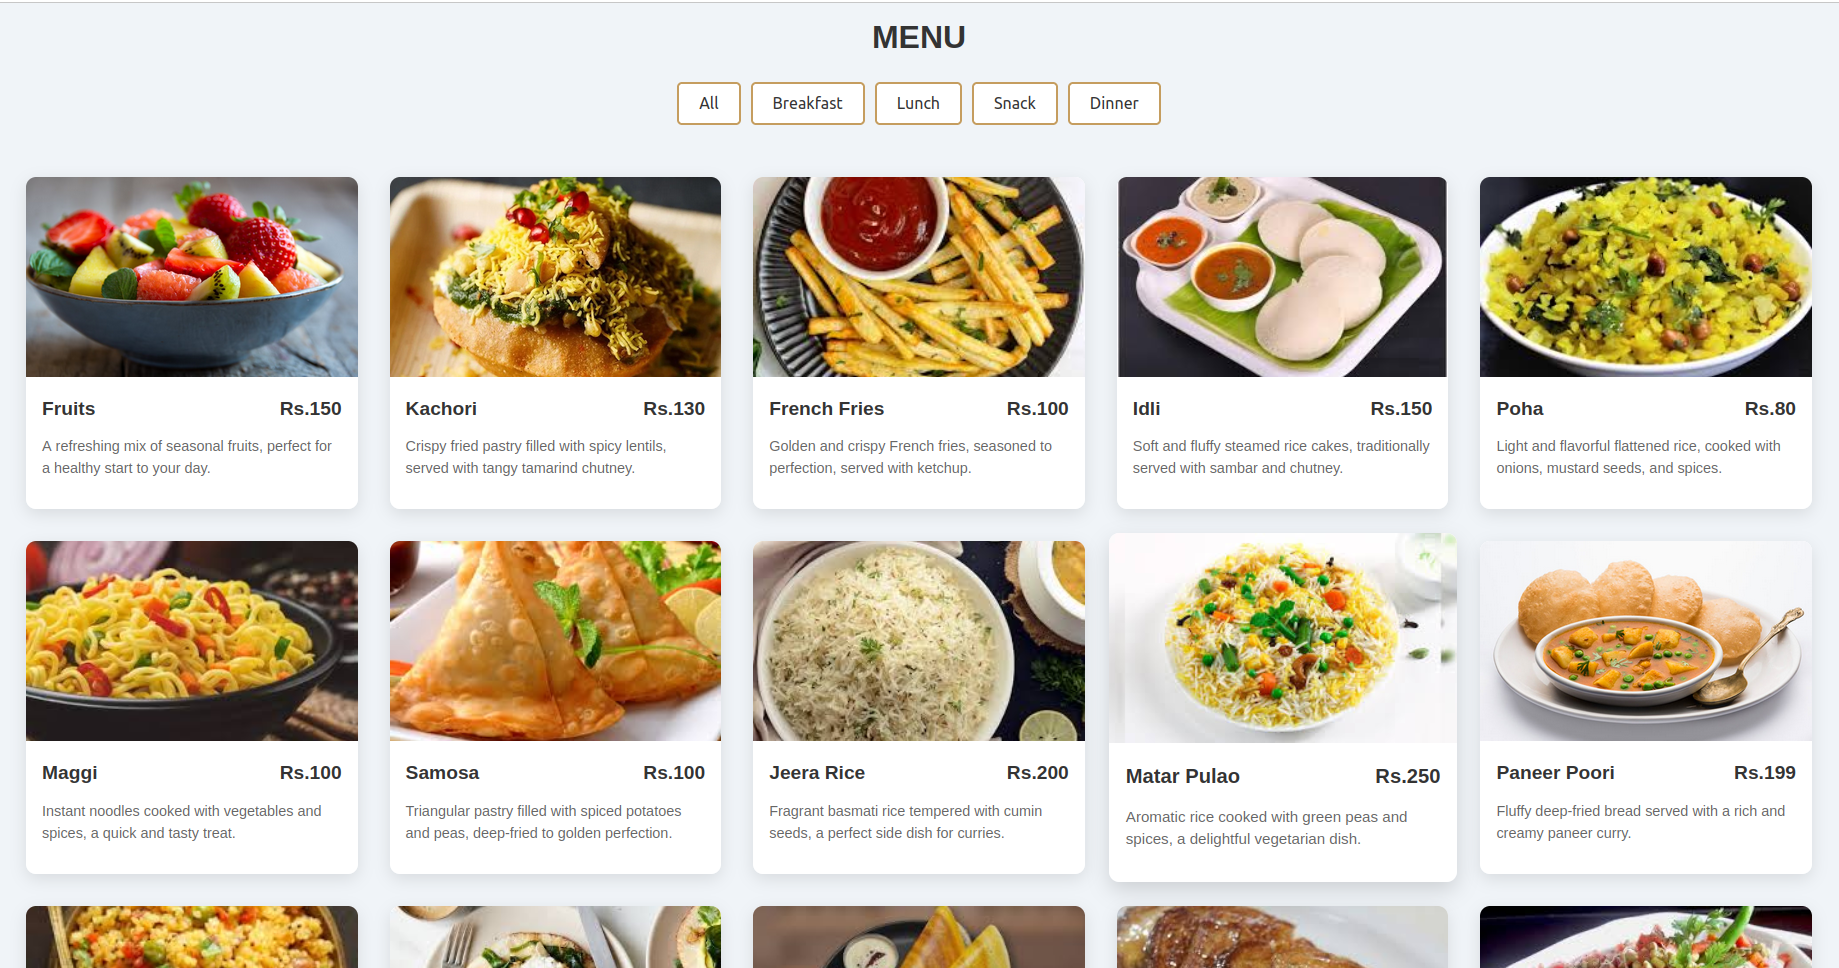 MENU
All
Breakfast
Lunch
Snack
Dinner
Fruits Rs.150
A refreshing mix of seasonal fruits, perfect for
a healthy start to your day.
Kachori Rs.130
Crispy fried pastry filled with spicy lentils,
served with tangy tamarind chutney.
French Fries Rs.100
Golden and crispy French fries, seasoned to
perfection, served with ketchup.
Idli Rs.150
Soft and fluffy steamed rice cakes, traditionally
served with sambar and chutney.
Poha Rs.80
Light and flavorful flattened rice, cooked with
onions, mustard seeds, and spices.
Maggi Rs.100
Instant noodles cooked with vegetables and
spices, a quick and tasty treat.
Samosa Rs.100
Triangular pastry filled with spiced potatoes
and peas, deep-fried to golden perfection.
Jeera Rice Rs.200
Fragrant basmati rice tempered with cumin
seeds, a perfect side dish for curries.
Matar Pulao Rs.250
Aromatic rice cooked with green peas and
spices, a delightful vegetarian dish.
Paneer Poori Rs.199
Fluffy deep-fried bread served with a rich and
creamy paneer curry.